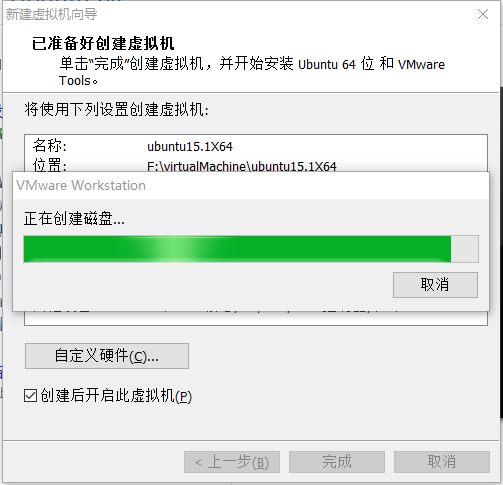 新建虚拟机向导
已准备好创建虚拟机
单击“完成”创建虚拟机，并开始安装 Ubuntu 64 位 和 VMware
Tools。
将使用下列设置创建虚拟机:
名称: ubuntu15.1X64
位置: F:\virtualMachine\ubuntu15.1X64
VMware Workstation
正在创建磁盘...
取消
自定义硬件(C)...
创建后开启此虚拟机(P)
< 上一步(B) 完成 取消